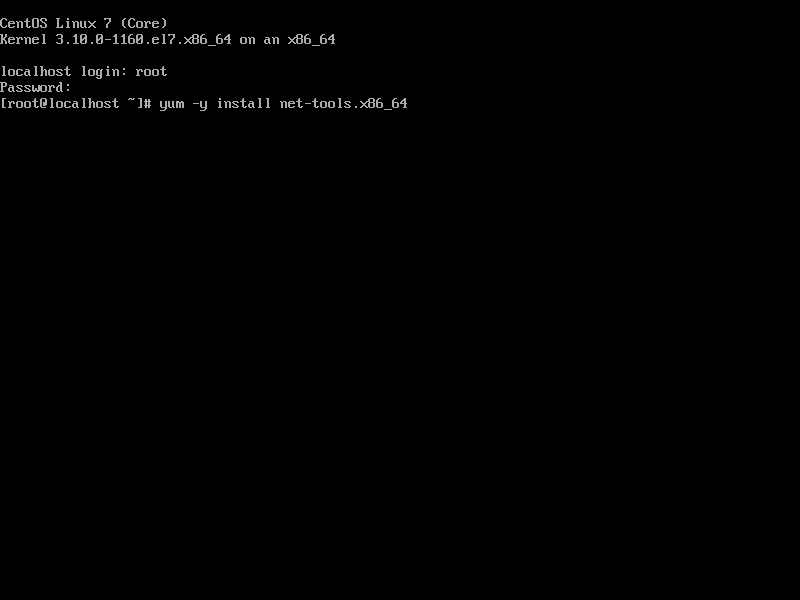 CentOS Linux 7 (Core)
Kernel 3.10.0-1160.el7.x86_64 on an x86_64
localhost login: root
Password:
[root@localhost ~]# yum -y install net-tools.x86_64